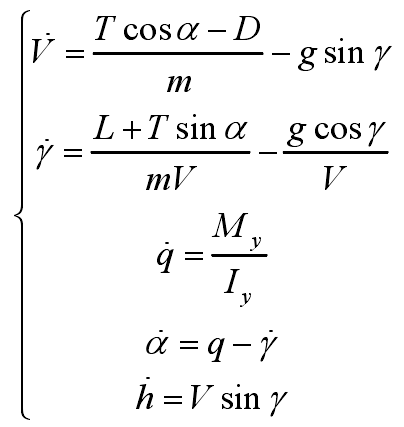 V̇ = (T cos α − D) / m − g sin γ
γ̇ = (L + T sin α) / (mV) − (g cos γ) / V
q̇ = M_y / I_y
α̇ = q − γ̇
ḣ = V sin γ